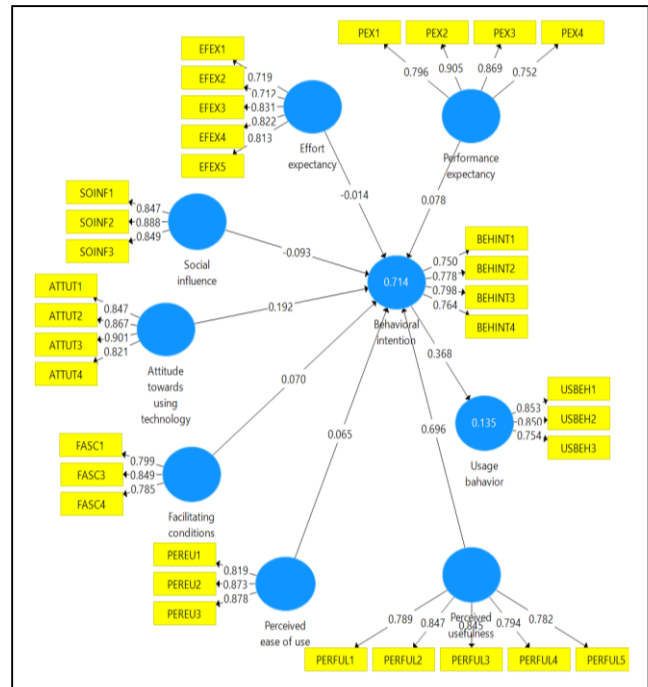 PEX1 PEX2 PEX3 PEX4
0.796 0.905 0.869 0.752
Performance
expectancy
EFEX1
EFEX2
EFEX3
EFEX4
EFEX5
0.719
0.712
0.831
0.822
0.813
Effort
expectancy
-0.014
0.078
SOINF1
SOINF2
SOINF3
0.847
0.888
0.849
Social
influence
-0.093
BEHINT1
BEHINT2
BEHINT3
BEHINT4
0.750
0.778
0.798
0.764
0.714
Behavioral
intention
ATTUT1
ATTUT2
ATTUT3
ATTUT4
0.847
0.867
0.901
0.821
Attitude
towards
using
technology
0.192
0.368
USBEH1
USBEH2
USBEH3
0.853
0.850
0.754
0.135
Usage
bahavior
FASC1
FASC3
FASC4
0.799
0.849
0.785
Facilitating
conditions
0.070
0.065
0.696
PEREU1
PEREU2
PEREU3
0.819
0.873
0.878
Perceived
ease of use
Perceived
usefulness
0.789 0.847 0.845 0.794 0.782
PERFUL1 PERFUL2 PERFUL3 PERFUL4 PERFUL5